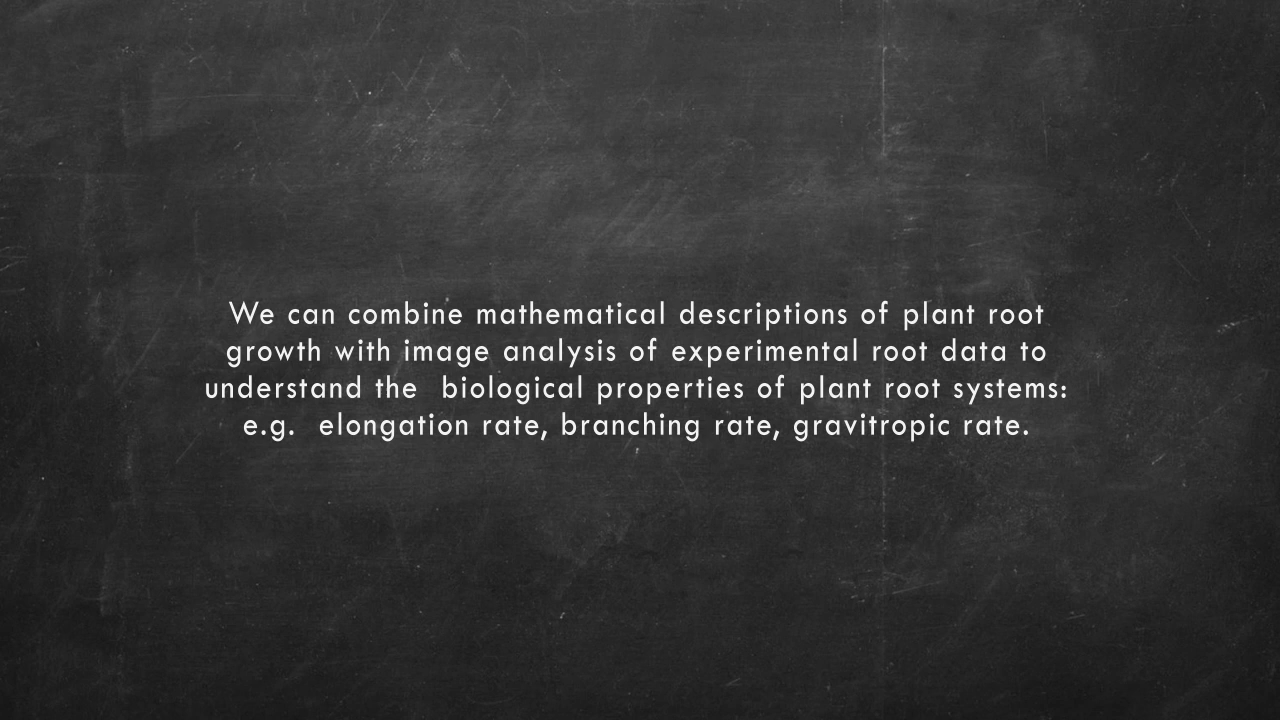 We can combine mathematical descriptions of plant root
growth with image analysis of experimental root data to
understand the  biological properties of plant root systems:
e.g.  elongation rate, branching rate, gravitropic rate.